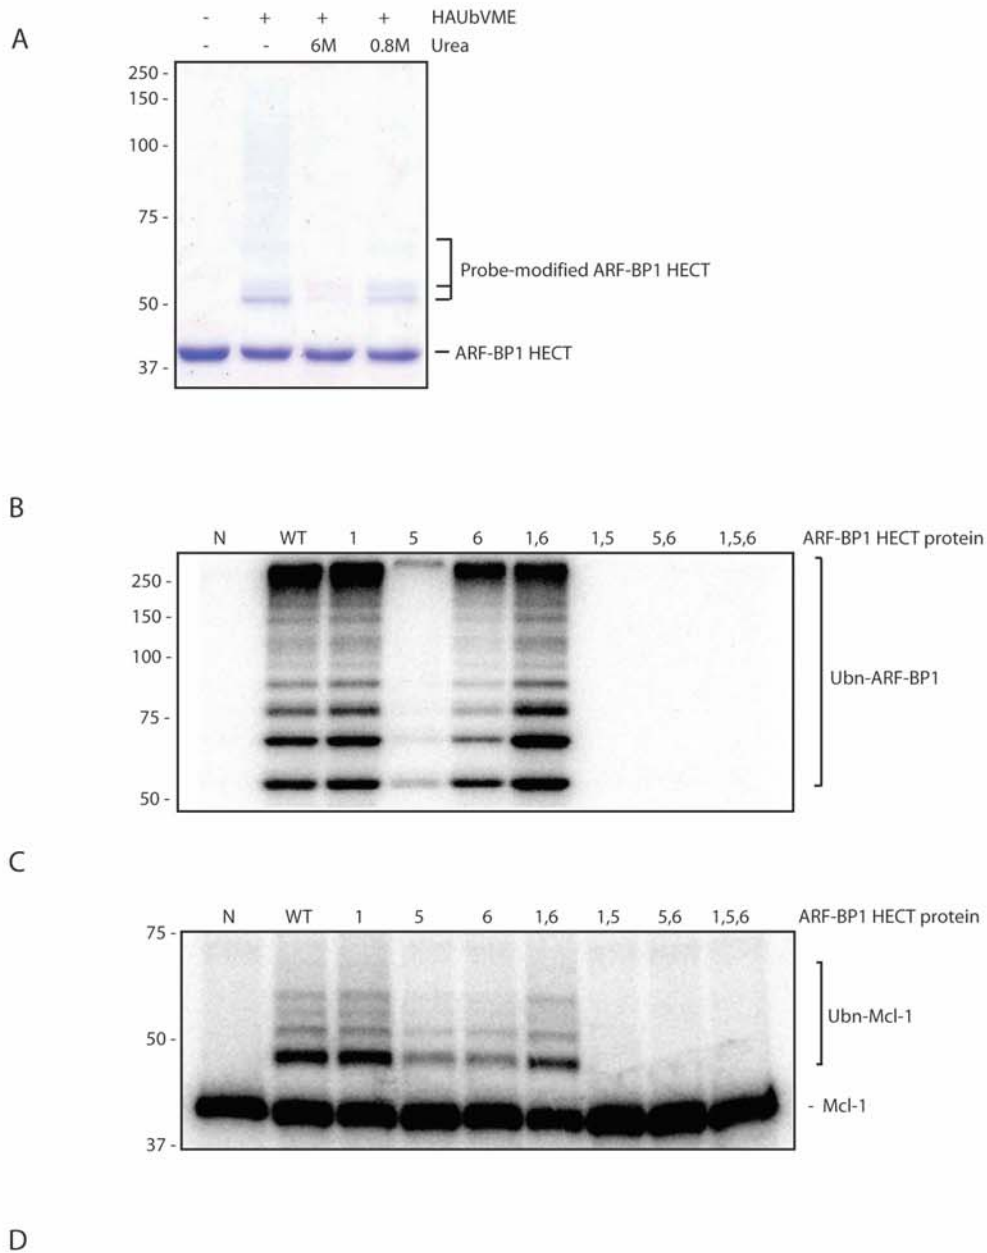 A
- + + + HAUbVME
- - 6M 0.8M Urea
250 -
150 -
100 -
75 -
Probe-modified ARF-BP1 HECT
50 -
ARF-BP1 HECT
37 -
B
N WT 1 5 6 1,6 1,5 5,6 1,5,6 ARF-BP1 HECT protein
250 -
150 -
100 -
Ubn-ARF-BP1
75 -
50 -
C
N WT 1 5 6 1,6 1,5 5,6 1,5,6 ARF-BP1 HECT protein
75 -
Ubn-Mcl-1
50 -
- Mcl-1
37 -
D